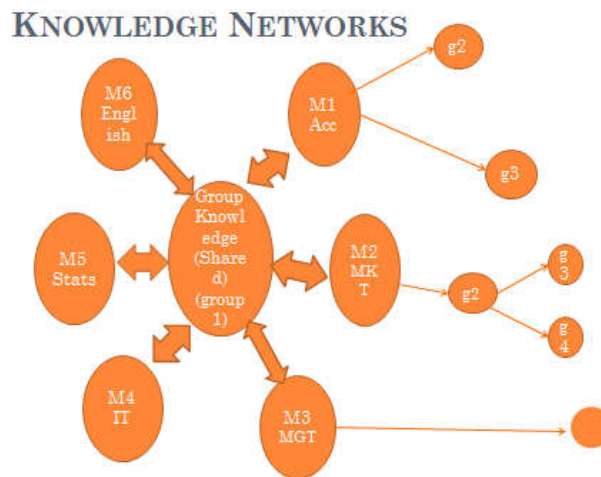 KNOWLEDGE NETWORKS
g2
M6
Engl
ish
M1
Acc
g3
Group
Knowl
edge
(Share
d)
(group
1)
M5
Stats
M2
MK
T
g2
g
3
g
4
M4
IT
M3
MGT